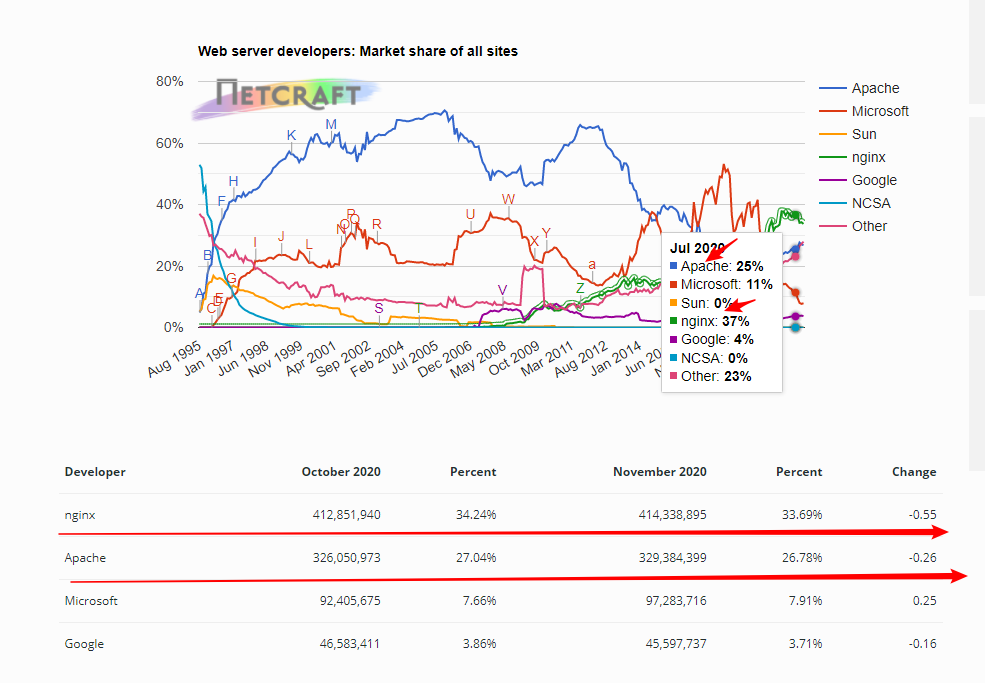 Web server developers: Market share of all sites
NETCRAFT
80%
60%
40%
20%
0%
K
M
H
F
B
A
C
D
E
G
I
J
L
N
O
P
Q
R
S
T
U
V
W
X
Y
Z
a
Apache
Microsoft
Sun
nginx
Google
NCSA
Other
Jul 2020
Apache: 25%
Microsoft: 11%
Sun: 0%
nginx: 37%
Google: 4%
NCSA: 0%
Other: 23%
Aug 1995
Jan 1997
Jun 1998
Nov 1999
Apr 2001
Sep 2002
Feb 2004
Jul 2005
Dec 2006
May 2008
Oct 2009
Mar 2011
Aug 2012
Jan 2014
Developer October 2020 Percent November 2020 Percent Change
nginx 412,851,940 34.24% 414,338,895 33.69% -0.55
Apache 326,050,973 27.04% 329,384,399 26.78% -0.26
Microsoft 92,405,675 7.66% 97,283,716 7.91% 0.25
Google 46,583,411 3.86% 45,597,737 3.71% -0.16